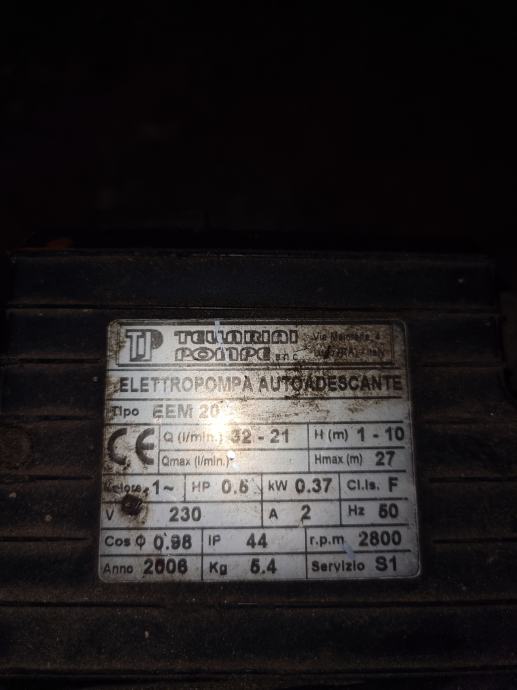 TP TELLARINI
POMPE s.n.c.
ELETTROPOMPA AUTOADESCANTE
Tipo EEM 20
CE Q (l/min.) 32 - 21 H (m) 1 - 10
Qmax (l/min.) Hmax (m) 27
1~ HP 0.5 kW 0.37 Cl.Is. F
V 230 A 2 Hz 50
Cos φ 0.98 IP 44 r.p.m 2800
Anno 2006 Kg 5.4 Servizio S1